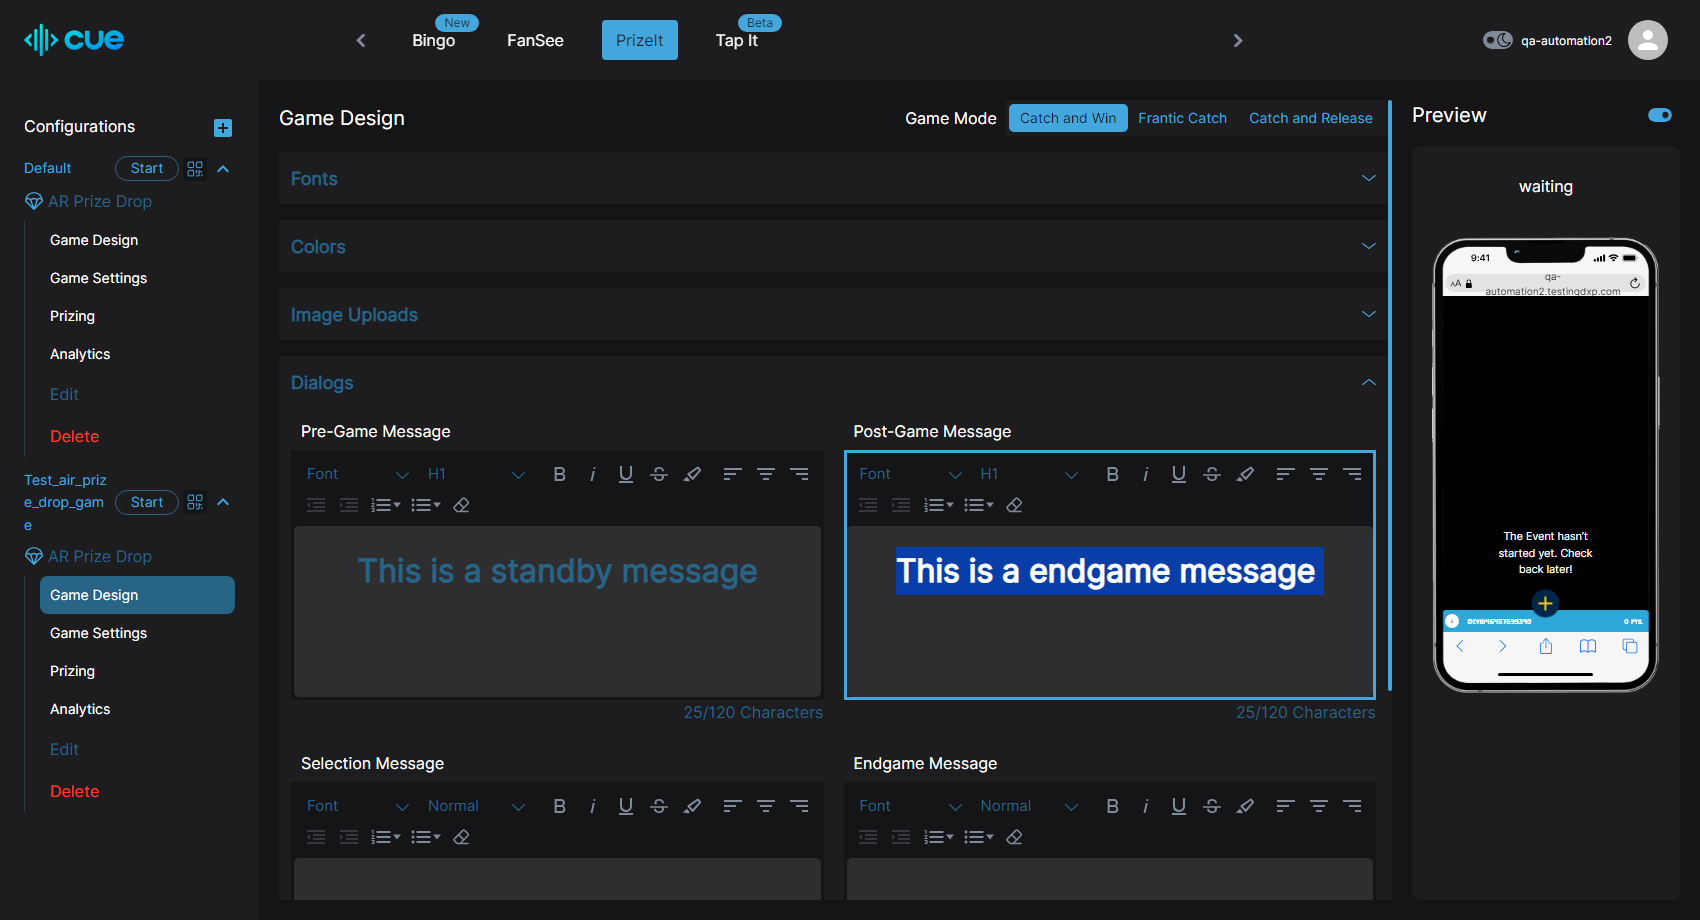 cue
New
Bingo
FanSee
PrizeIt
Beta
Tap It
qa-automation2
Configurations
Default
Start
AR Prize Drop
Game Design
Game Settings
Prizing
Analytics
Edit
Delete
Test_air_priz
e_drop_gam
e
Start
AR Prize Drop
Game Design
Game Settings
Prizing
Analytics
Edit
Delete
Game Design
Game Mode
Catch and Win
Frantic Catch
Catch and Release
Fonts
Colors
Image Uploads
Dialogs
Pre-Game Message
Font
H1
This is a standby message
25/120 Characters
Post-Game Message
Font
H1
This is a endgame message
25/120 Characters
Selection Message
Font
Normal
Endgame Message
Font
Normal
Preview
waiting
9:41
AA
qa-
automation2.testingdxp.com
The Event hasn't
started yet. Check
back later!
0 PTS.